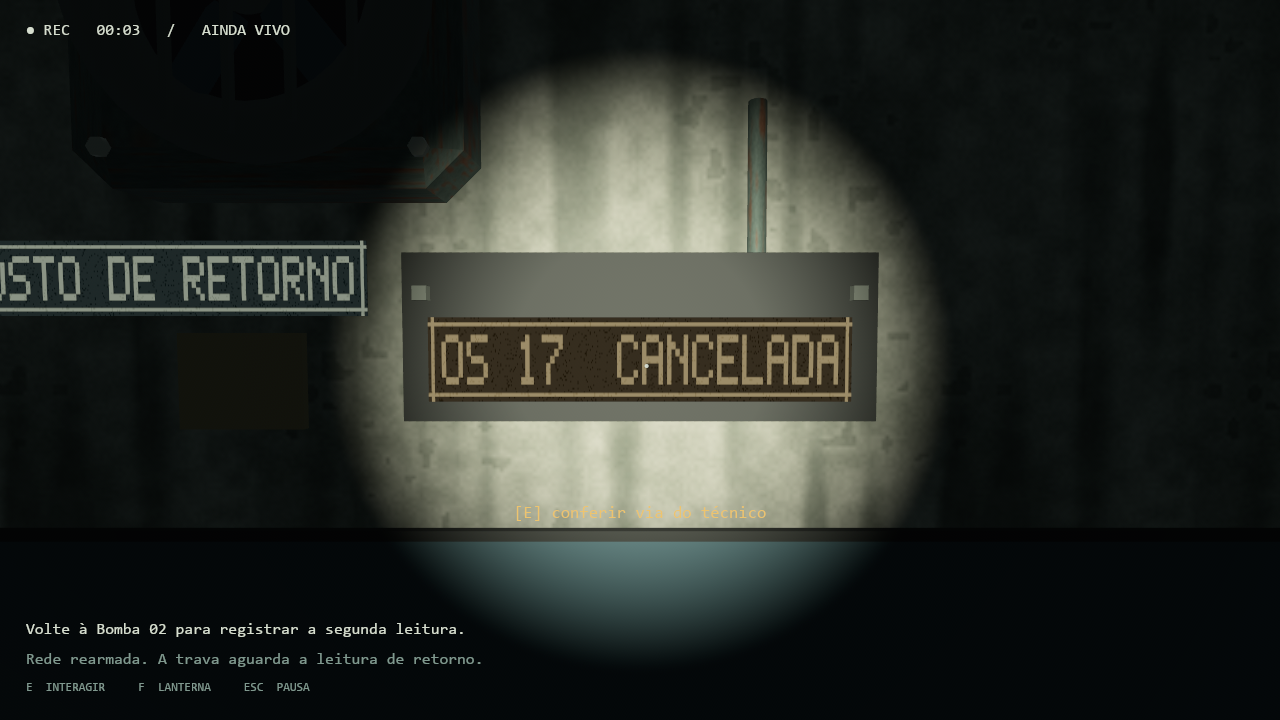 ● REC 00:03 / AINDA VIVO
OSTO DE RETORNO
OS 17 CANCELADA
[E] conferir via do técnico
Volte à Bomba 02 para registrar a segunda leitura.
Rede rearmada. A trava aguarda a leitura de retorno.
E INTERAGIR F LANTERNA ESC PAUSA